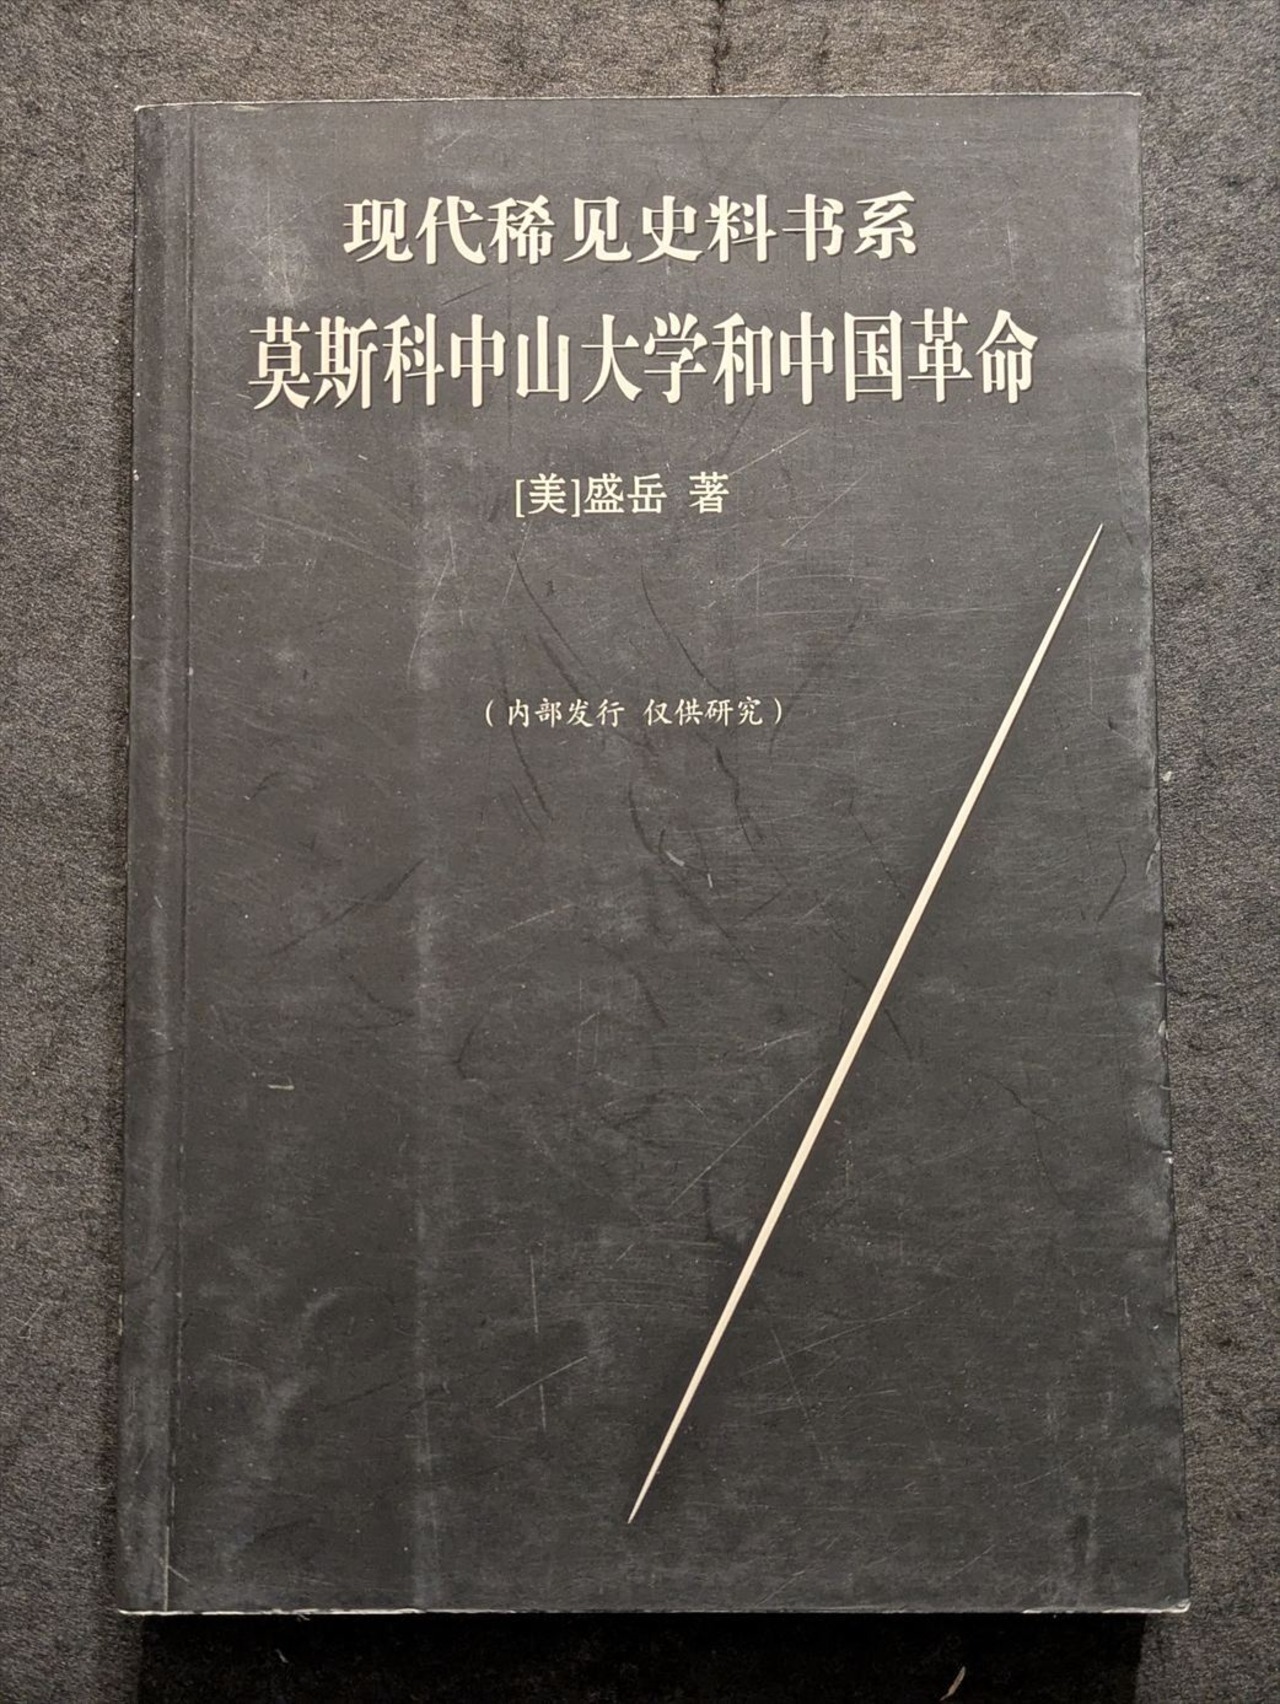 现代稀见史料书系
莫斯科中山大学和中国革命
[美]盛岳 著
（内部发行 仅供研究）